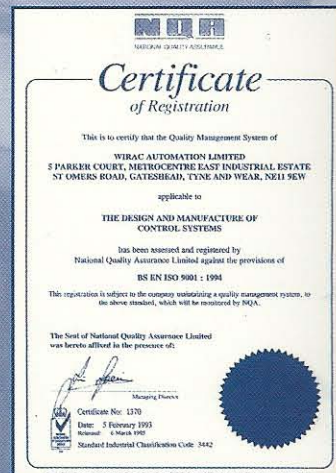 NQA
NATIONAL QUALITY ASSURANCE
Certificate
of Registration
This is to certify that the Quality Management System of
WIRAC AUTOMATION LIMITED
5 PARKER COURT, METROCENTRE EAST INDUSTRIAL ESTATE
ST OMERS ROAD, GATESHEAD, TYNE AND WEAR, NE11 9EW
applicable to
THE DESIGN AND MANUFACTURE OF
CONTROL SYSTEMS
has been assessed and registered by
National Quality Assurance Limited against the provisions of
BS EN ISO 9001 : 1994
This registration is subject to the company maintaining a quality management system, to
the above standard, which will be monitored by NQA.
The Seal of National Quality Assurance Limited
was hereto affixed in the presence of:
Managing Director
Certificate No: 1370
Date: 5 February 1993
Reissued: 6 March 1995
Standard Industrial Classification Code 3442